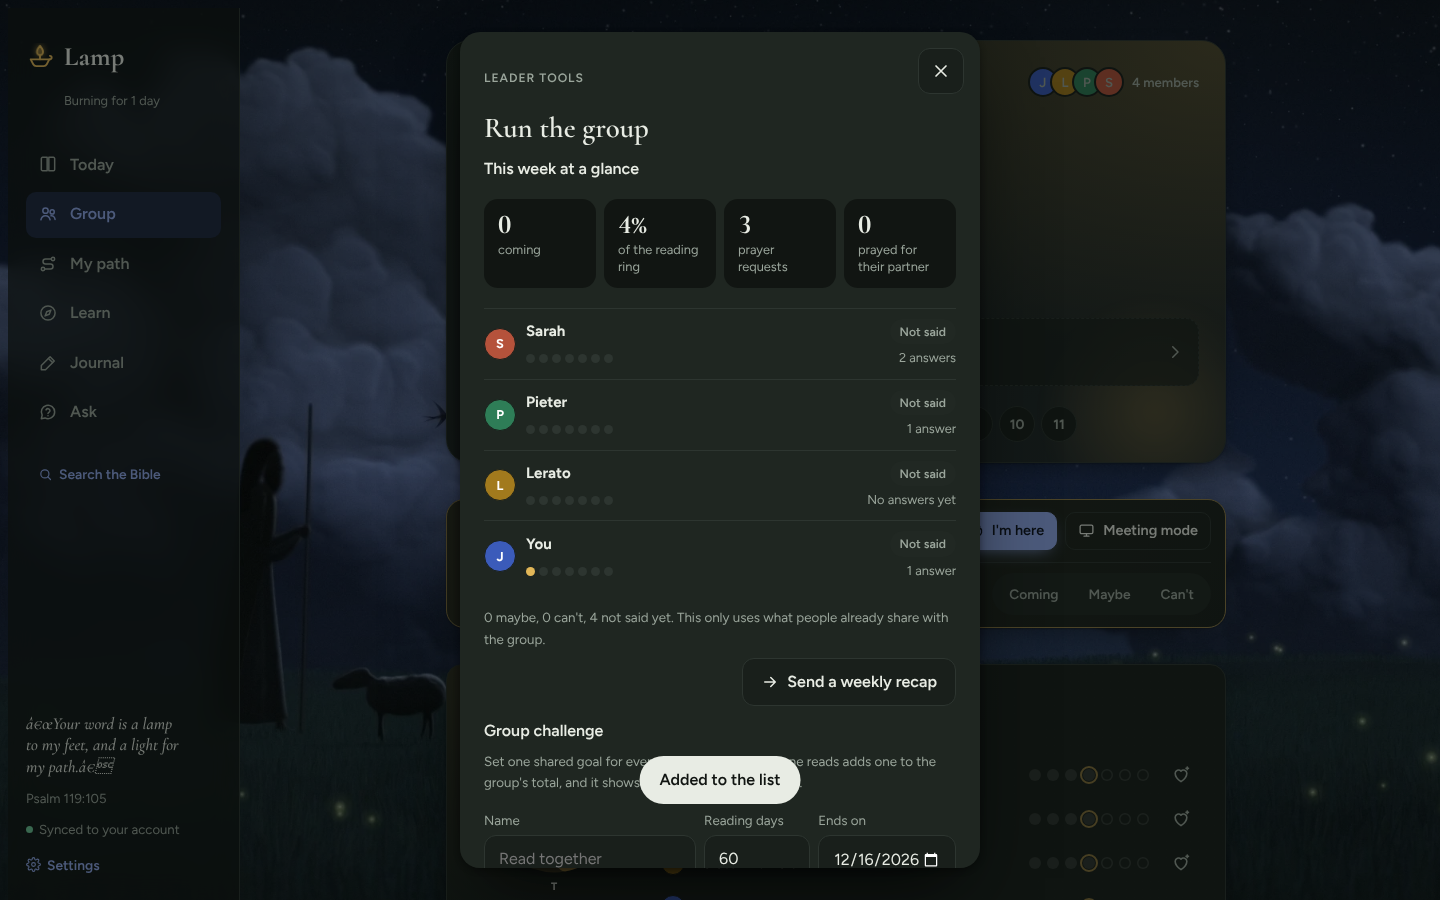 Lamp
Burning for 1 day
Today
Group
My path
Learn
Journal
Ask
Search the Bible
“Your word is a lamp
to my feet, and a light for
my path.â€
Psalm 119:105
Synced to your account
Settings
LEADER TOOLS
Run the group
This week at a glance
0
coming
4%
of the reading
ring
3
prayer
requests
0
prayed for
their partner
S
Sarah
Not said
2 answers
P
Pieter
Not said
1 answer
L
Lerato
Not said
No answers yet
J
You
Not said
1 answer
0 maybe, 0 can't, 4 not said yet. This only uses what people already share with
the group.
Send a weekly recap
Group challenge
Set one shared goal for ever e reads adds one to the
group's total, and it shows
Added to the list
Name
Reading days
Ends on
Read together
60
12/16/2026
J L P S
4 members
10
11
I'm here
Meeting mode
Coming
Maybe
Can't
T